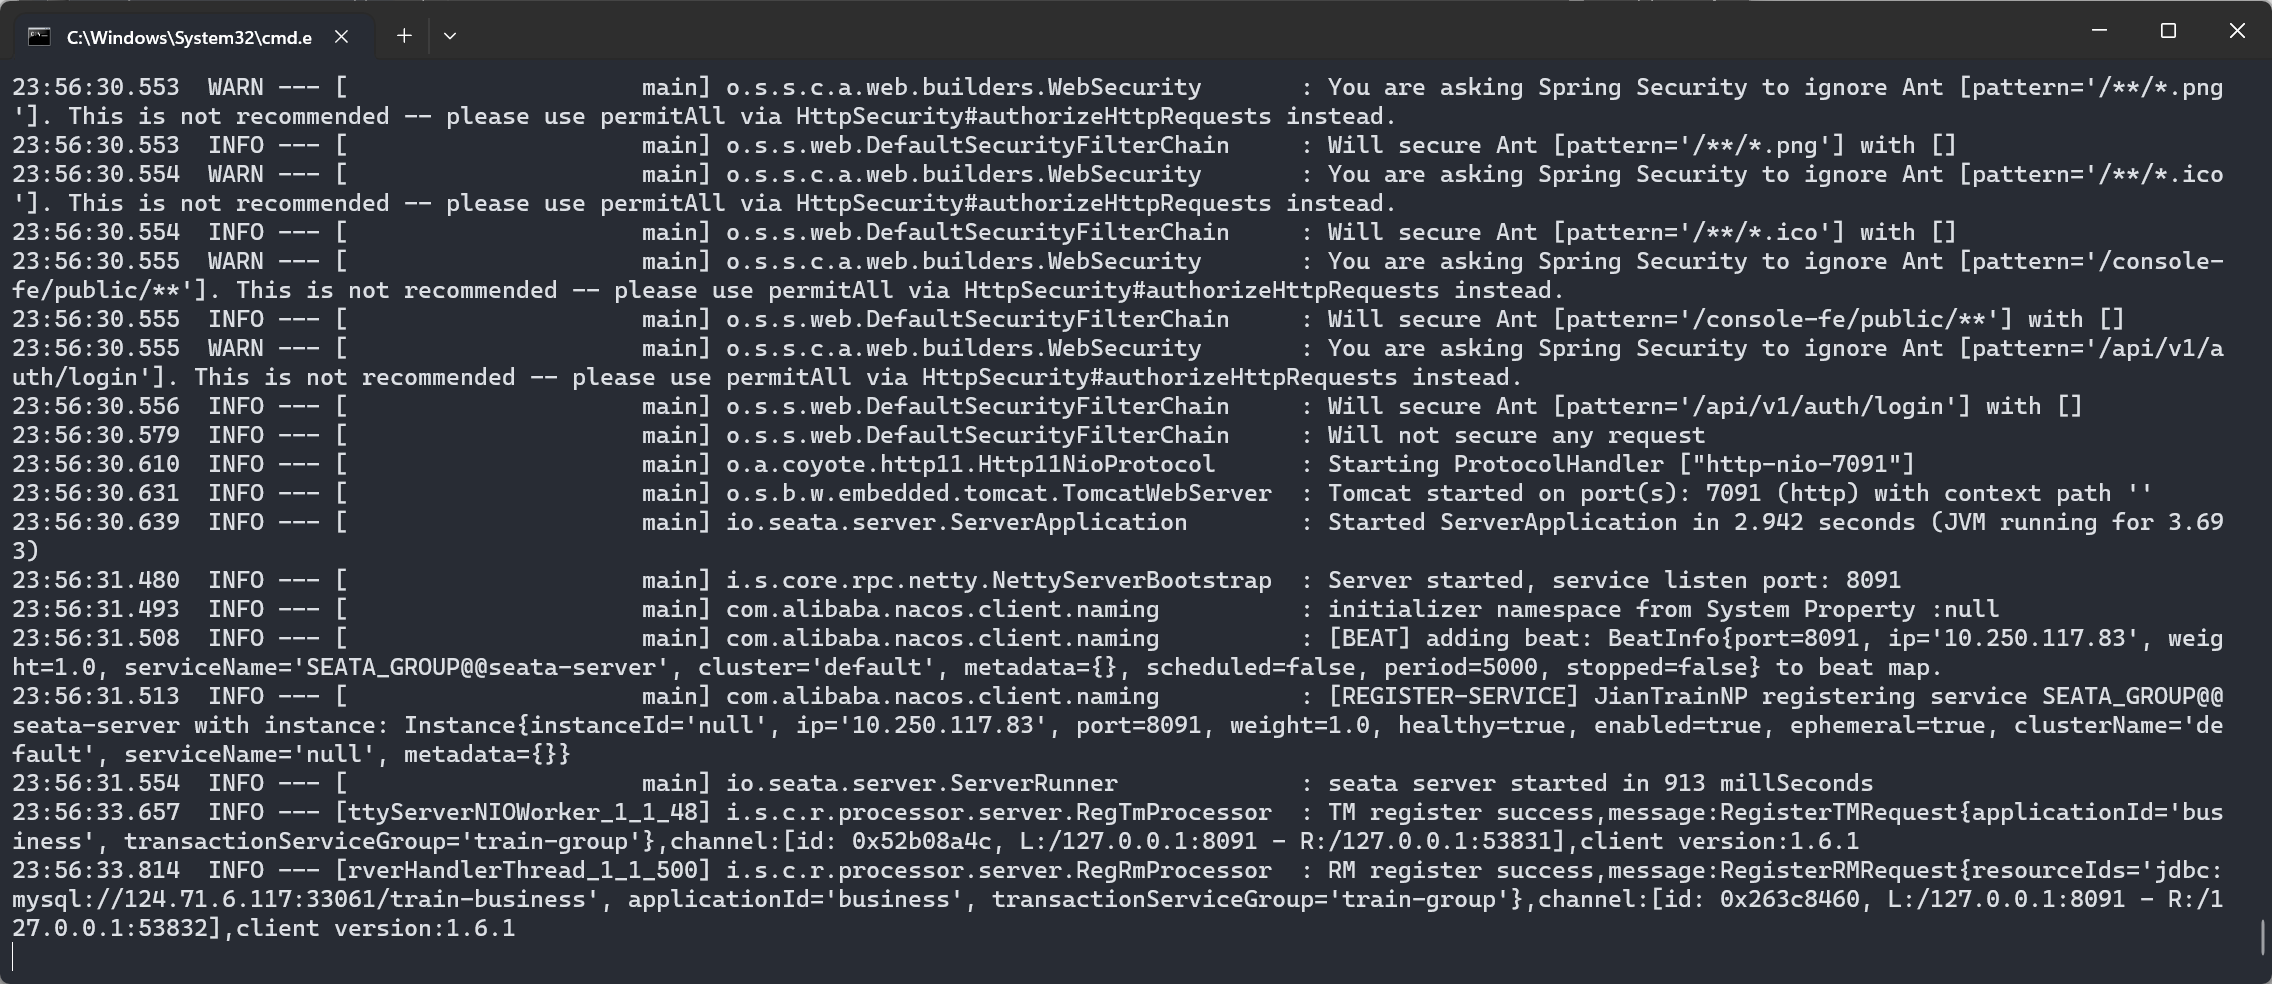 C:\Windows\System32\cmd.e
23:56:30.553  WARN --- [                     main] o.s.s.c.a.web.builders.WebSecurity       : You are asking Spring Security to ignore Ant [pattern='/**/*.png
']. This is not recommended -- please use permitAll via HttpSecurity#authorizeHttpRequests instead.
23:56:30.553  INFO --- [                     main] o.s.s.web.DefaultSecurityFilterChain     : Will secure Ant [pattern='/**/*.png'] with []
23:56:30.554  WARN --- [                     main] o.s.s.c.a.web.builders.WebSecurity       : You are asking Spring Security to ignore Ant [pattern='/**/*.ico
']. This is not recommended -- please use permitAll via HttpSecurity#authorizeHttpRequests instead.
23:56:30.554  INFO --- [                     main] o.s.s.web.DefaultSecurityFilterChain     : Will secure Ant [pattern='/**/*.ico'] with []
23:56:30.555  WARN --- [                     main] o.s.s.c.a.web.builders.WebSecurity       : You are asking Spring Security to ignore Ant [pattern='/console-
fe/public/**']. This is not recommended -- please use permitAll via HttpSecurity#authorizeHttpRequests instead.
23:56:30.555  INFO --- [                     main] o.s.s.web.DefaultSecurityFilterChain     : Will secure Ant [pattern='/console-fe/public/**'] with []
23:56:30.555  WARN --- [                     main] o.s.s.c.a.web.builders.WebSecurity       : You are asking Spring Security to ignore Ant [pattern='/api/v1/a
uth/login']. This is not recommended -- please use permitAll via HttpSecurity#authorizeHttpRequests instead.
23:56:30.556  INFO --- [                     main] o.s.s.web.DefaultSecurityFilterChain     : Will secure Ant [pattern='/api/v1/auth/login'] with []
23:56:30.579  INFO --- [                     main] o.s.s.web.DefaultSecurityFilterChain     : Will not secure any request
23:56:30.610  INFO --- [                     main] o.a.coyote.http11.Http11NioProtocol      : Starting ProtocolHandler ["http-nio-7091"]
23:56:30.631  INFO --- [                     main] o.s.b.w.embedded.tomcat.TomcatWebServer  : Tomcat started on port(s): 7091 (http) with context path ''
23:56:30.639  INFO --- [                     main] io.seata.server.ServerApplication        : Started ServerApplication in 2.942 seconds (JVM running for 3.69
3)
23:56:31.480  INFO --- [                     main] i.s.core.rpc.netty.NettyServerBootstrap  : Server started, service listen port: 8091
23:56:31.493  INFO --- [                     main] com.alibaba.nacos.client.naming          : initializer namespace from System Property :null
23:56:31.508  INFO --- [                     main] com.alibaba.nacos.client.naming          : [BEAT] adding beat: BeatInfo{port=8091, ip='10.250.117.83', weig
ht=1.0, serviceName='SEATA_GROUP@@seata-server', cluster='default', metadata={}, scheduled=false, period=5000, stopped=false} to beat map.
23:56:31.513  INFO --- [                     main] com.alibaba.nacos.client.naming          : [REGISTER-SERVICE] JianTrainNP registering service SEATA_GROUP@@
seata-server with instance: Instance{instanceId='null', ip='10.250.117.83', port=8091, weight=1.0, healthy=true, enabled=true, ephemeral=true, clusterName='de
fault', serviceName='null', metadata={}}
23:56:31.554  INFO --- [                     main] io.seata.server.ServerRunner             : seata server started in 913 millSeconds
23:56:33.657  INFO --- [ttyServerNIOWorker_1_1_48] i.s.c.r.processor.server.RegTmProcessor  : TM register success,message:RegisterTMRequest{applicationId='bus
iness', transactionServiceGroup='train-group'},channel:[id: 0x52b08a4c, L:/127.0.0.1:8091 - R:/127.0.0.1:53831],client version:1.6.1
23:56:33.814  INFO --- [rverHandlerThread_1_1_500] i.s.c.r.processor.server.RegRmProcessor  : RM register success,message:RegisterRMRequest{resourceIds='jdbc:
mysql://124.71.6.117:33061/train-business', applicationId='business', transactionServiceGroup='train-group'},channel:[id: 0x263c8460, L:/127.0.0.1:8091 - R:/1
27.0.0.1:53832],client version:1.6.1